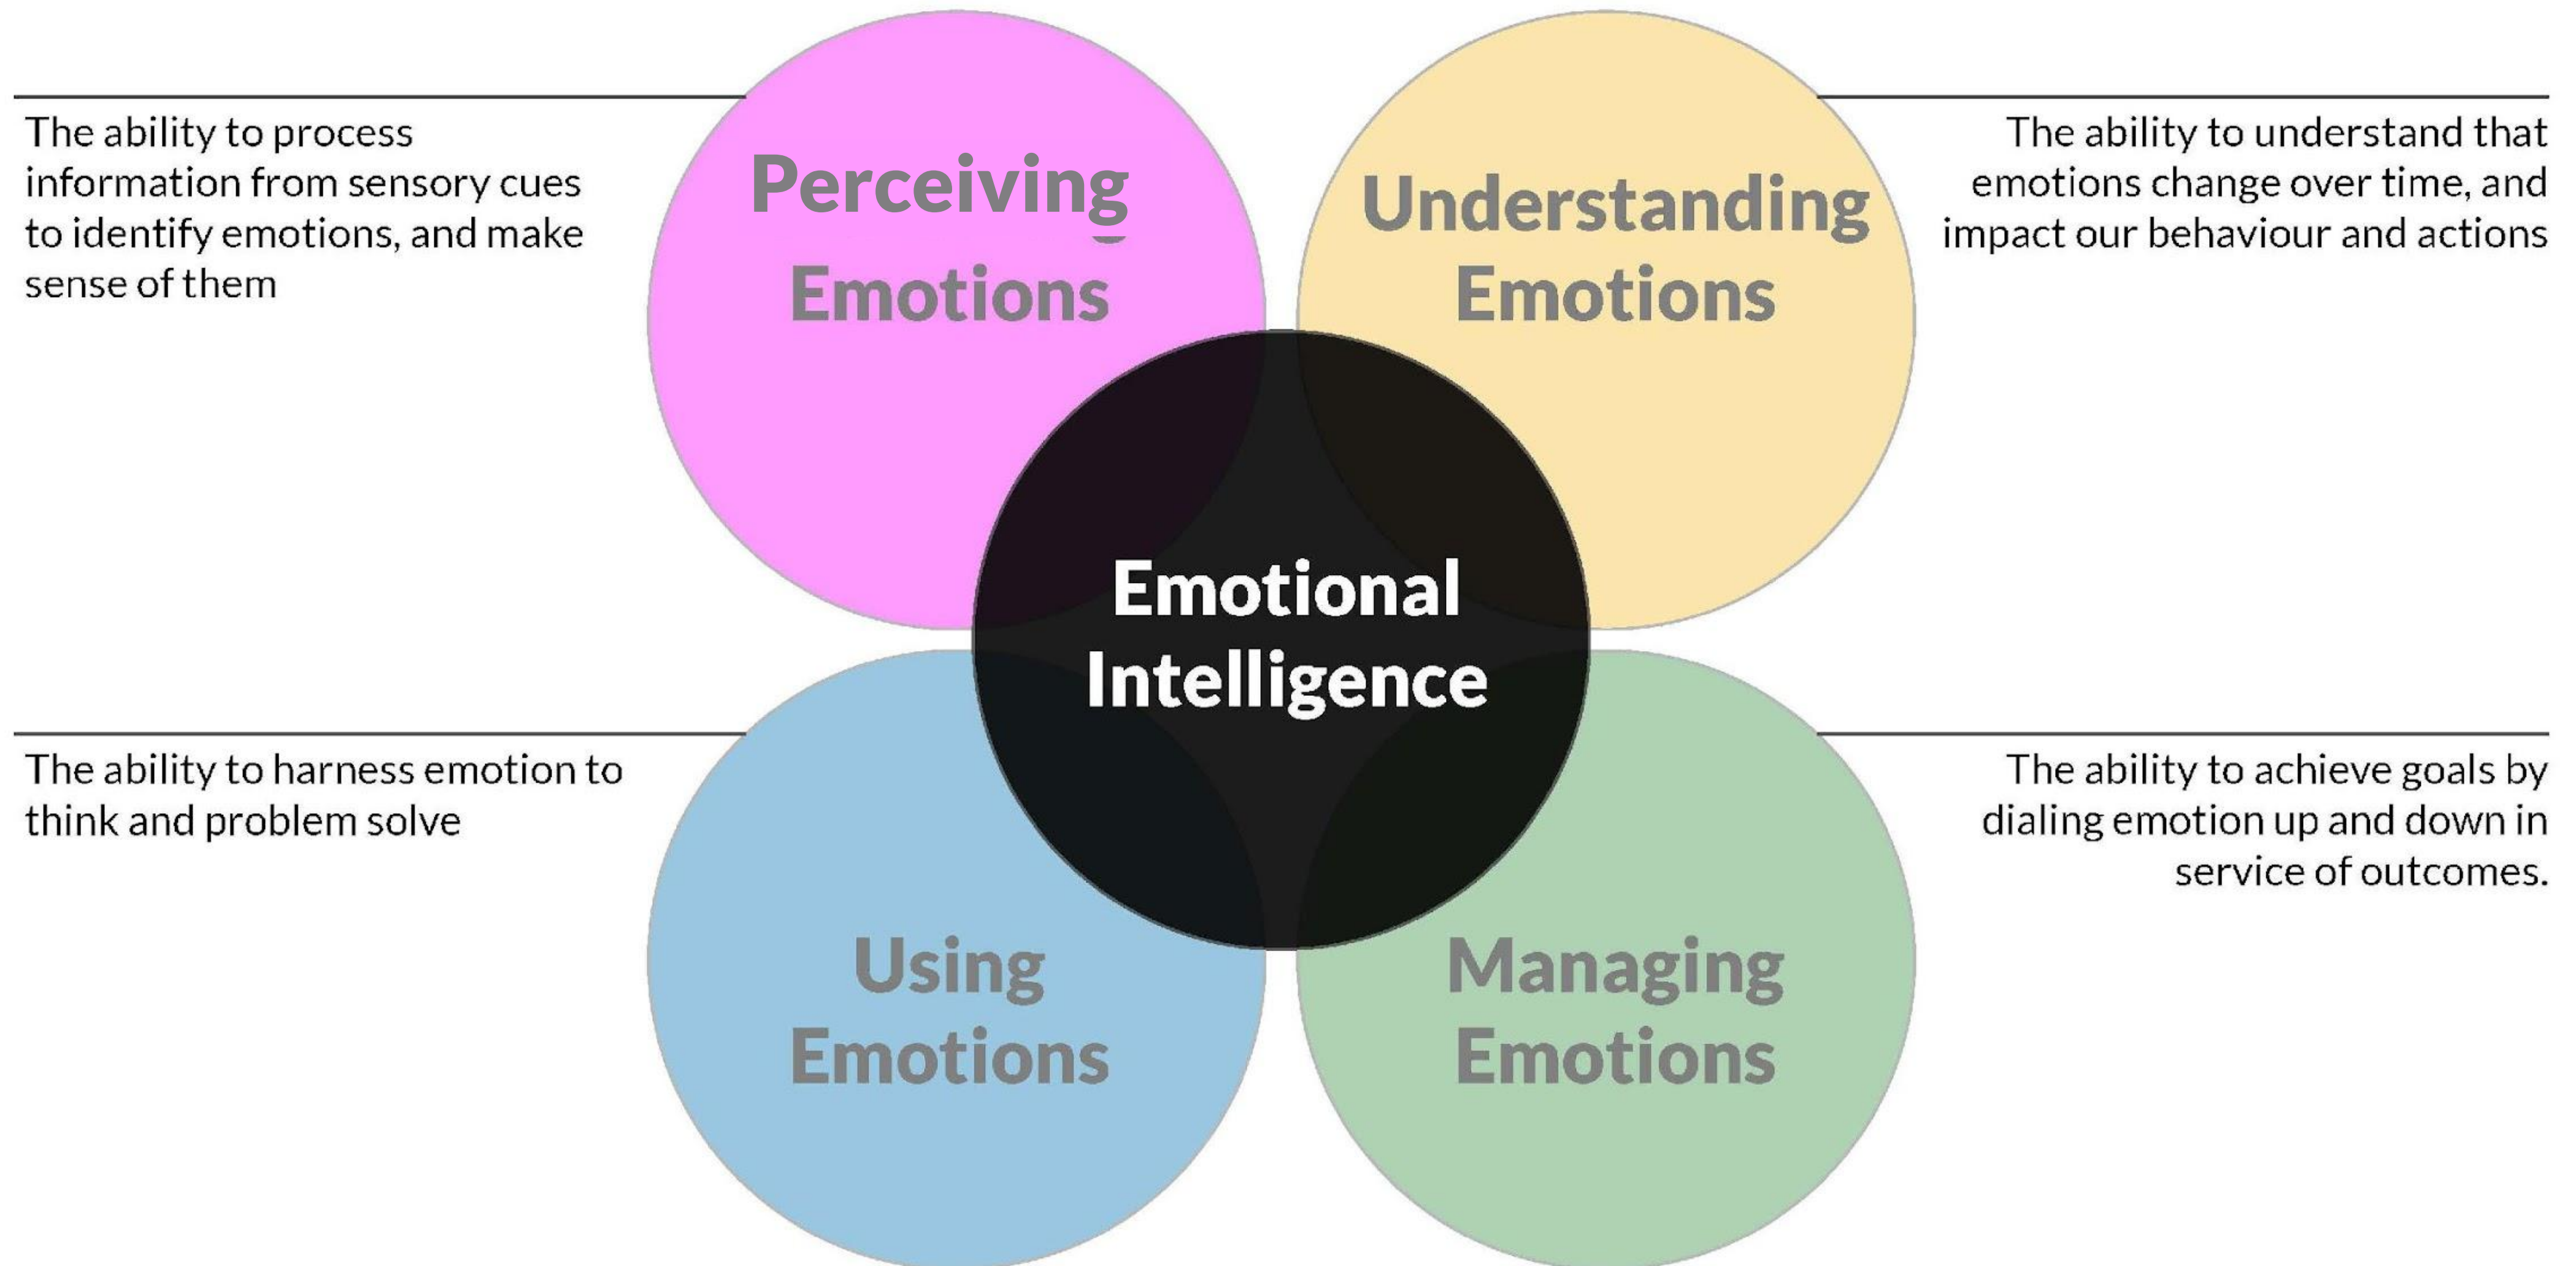 The ability to process
information from sensory cues
to identify emotions, and make
sense of them
Perceiving
Emotions
Understanding
Emotions
The ability to understand that
emotions change over time, and
impact our behaviour and actions
Emotional
Intelligence
The ability to harness emotion to
think and problem solve
Using
Emotions
Managing
Emotions
The ability to achieve goals by
dialing emotion up and down in
service of outcomes.